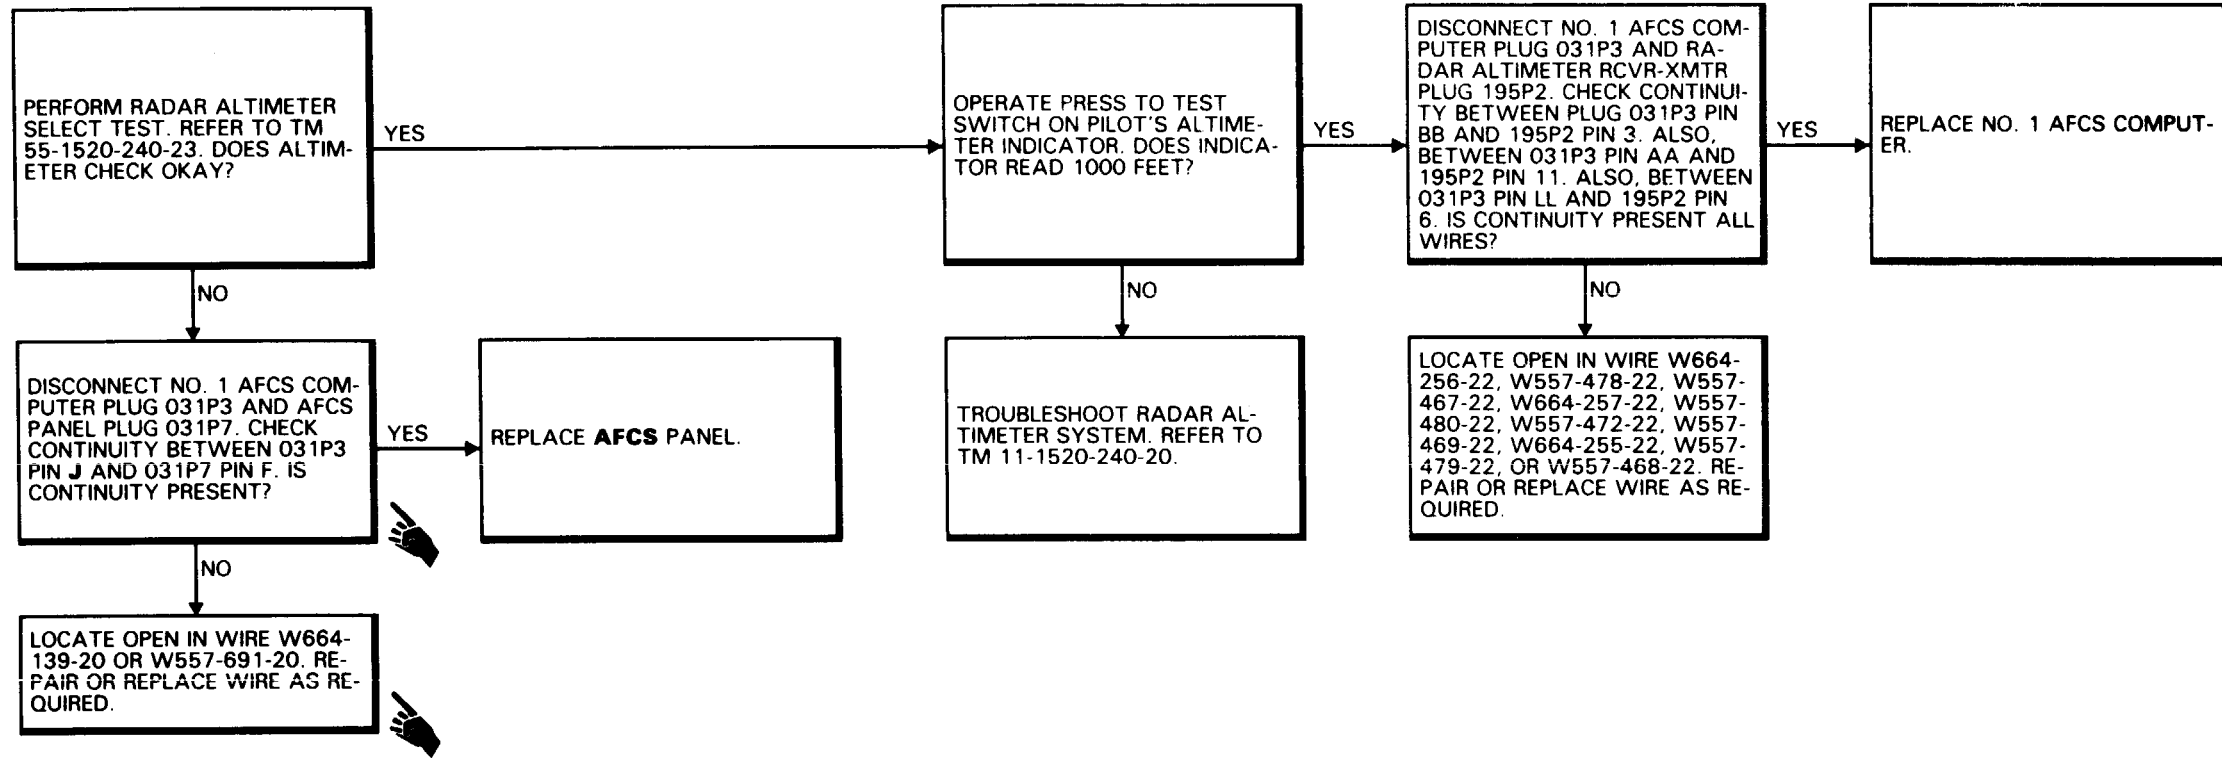 PERFORM RADAR ALTIMETER
SELECT TEST. REFER TO TM
55-1520-240-23. DOES ALTIM-
ETER CHECK OKAY?
YES
OPERATE PRESS TO TEST
SWITCH ON PILOT'S ALTIME-
TER INDICATOR. DOES INDICA-
TOR READ 1000 FEET?
YES
DISCONNECT NO. 1 AFCS COM-
PUTER PLUG 031P3 AND RA-
DAR ALTIMETER RCVR-XMTR
PLUG 195P2. CHECK CONTINUI-
TY BETWEEN PLUG 031P3 PIN
BB AND 195P2 PIN 3. ALSO,
BETWEEN 031P3 PIN AA AND
195P2 PIN 11. ALSO, BETWEEN
031P3 PIN LL AND 195P2 PIN
6. IS CONTINUITY PRESENT ALL
WIRES?
YES
REPLACE NO. 1 AFCS COMPUT-
ER.
NO
NO
NO
DISCONNECT NO. 1 AFCS COM-
PUTER PLUG 031P3 AND AFCS
PANEL PLUG 031P7. CHECK
CONTINUITY BETWEEN 031P3
PIN J AND 031P7 PIN F. IS
CONTINUITY PRESENT?
YES
REPLACE AFCS PANEL.
TROUBLESHOOT RADAR AL-
TIMETER SYSTEM. REFER TO
TM 11-1520-240-20.
LOCATE OPEN IN WIRE W664-
256-22, W557-478-22, W557-
467-22, W664-257-22, W557-
480-22, W557-472-22, W557-
469-22, W664-255-22, W557-
479-22, OR W557-468-22. RE-
PAIR OR REPLACE WIRE AS RE-
QUIRED.
NO
LOCATE OPEN IN WIRE W664-
139-20 OR W557-691-20. RE-
PAIR OR REPLACE WIRE AS RE-
QUIRED.